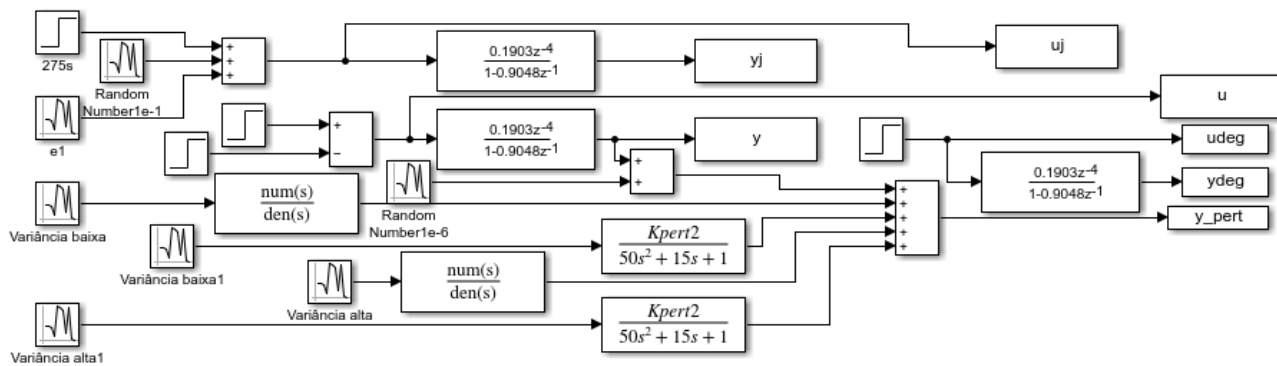 275s
Random
Number1e-1
e1
+
+
+
0.1903z-4
1-0.9048z-1
yj
uj
u
+
−
0.1903z-4
1-0.9048z-1
y
udeg
0.1903z-4
1-0.9048z-1
ydeg
y_pert
+
+
Random
Number1e-6
Variância baixa
num(s)
den(s)
+
+
+
+
+
Variância baixa1
Kpert2
50s² + 15s + 1
Variância alta
num(s)
den(s)
Variância alta1
Kpert2
50s² + 15s + 1